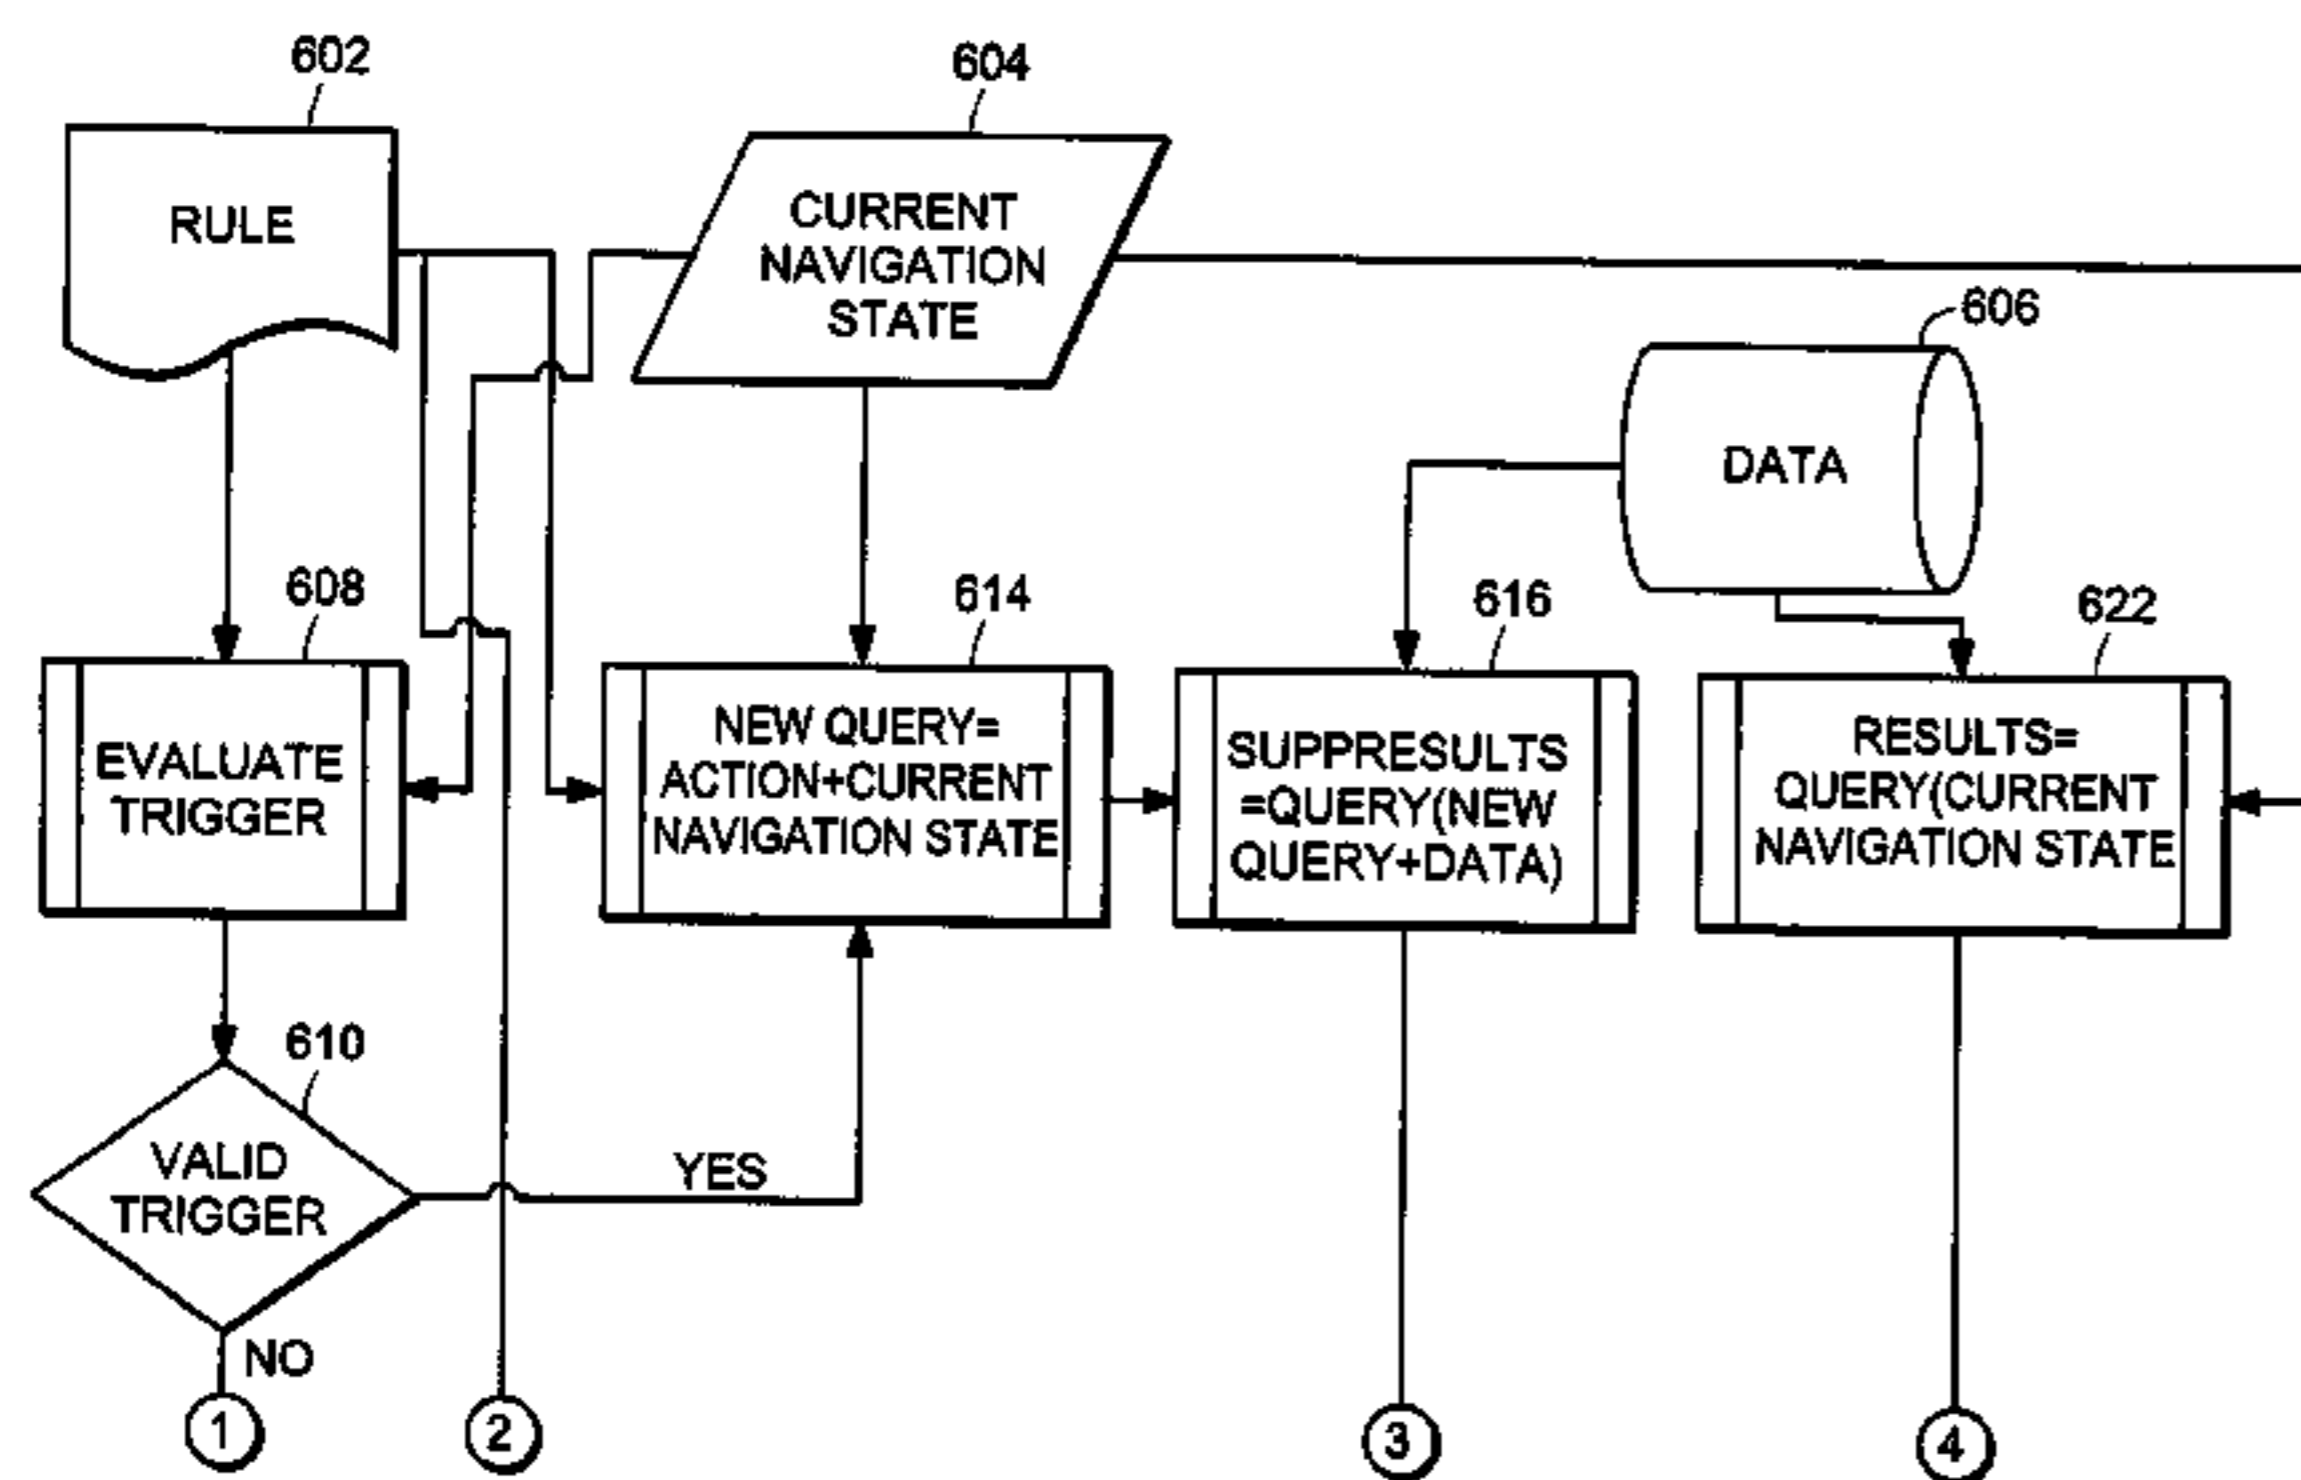 602
604
RULE
CURRENT
NAVIGATION
STATE
606
DATA
608
614
616
622
EVALUATE
TRIGGER
NEW QUERY=
ACTION+CURRENT
NAVIGATION STATE
SUPPRESULTS
=QUERY(NEW
QUERY+DATA)
RESULTS=
QUERY(CURRENT
NAVIGATION STATE
610
VALID
TRIGGER
YES
NO
1
2
3
4